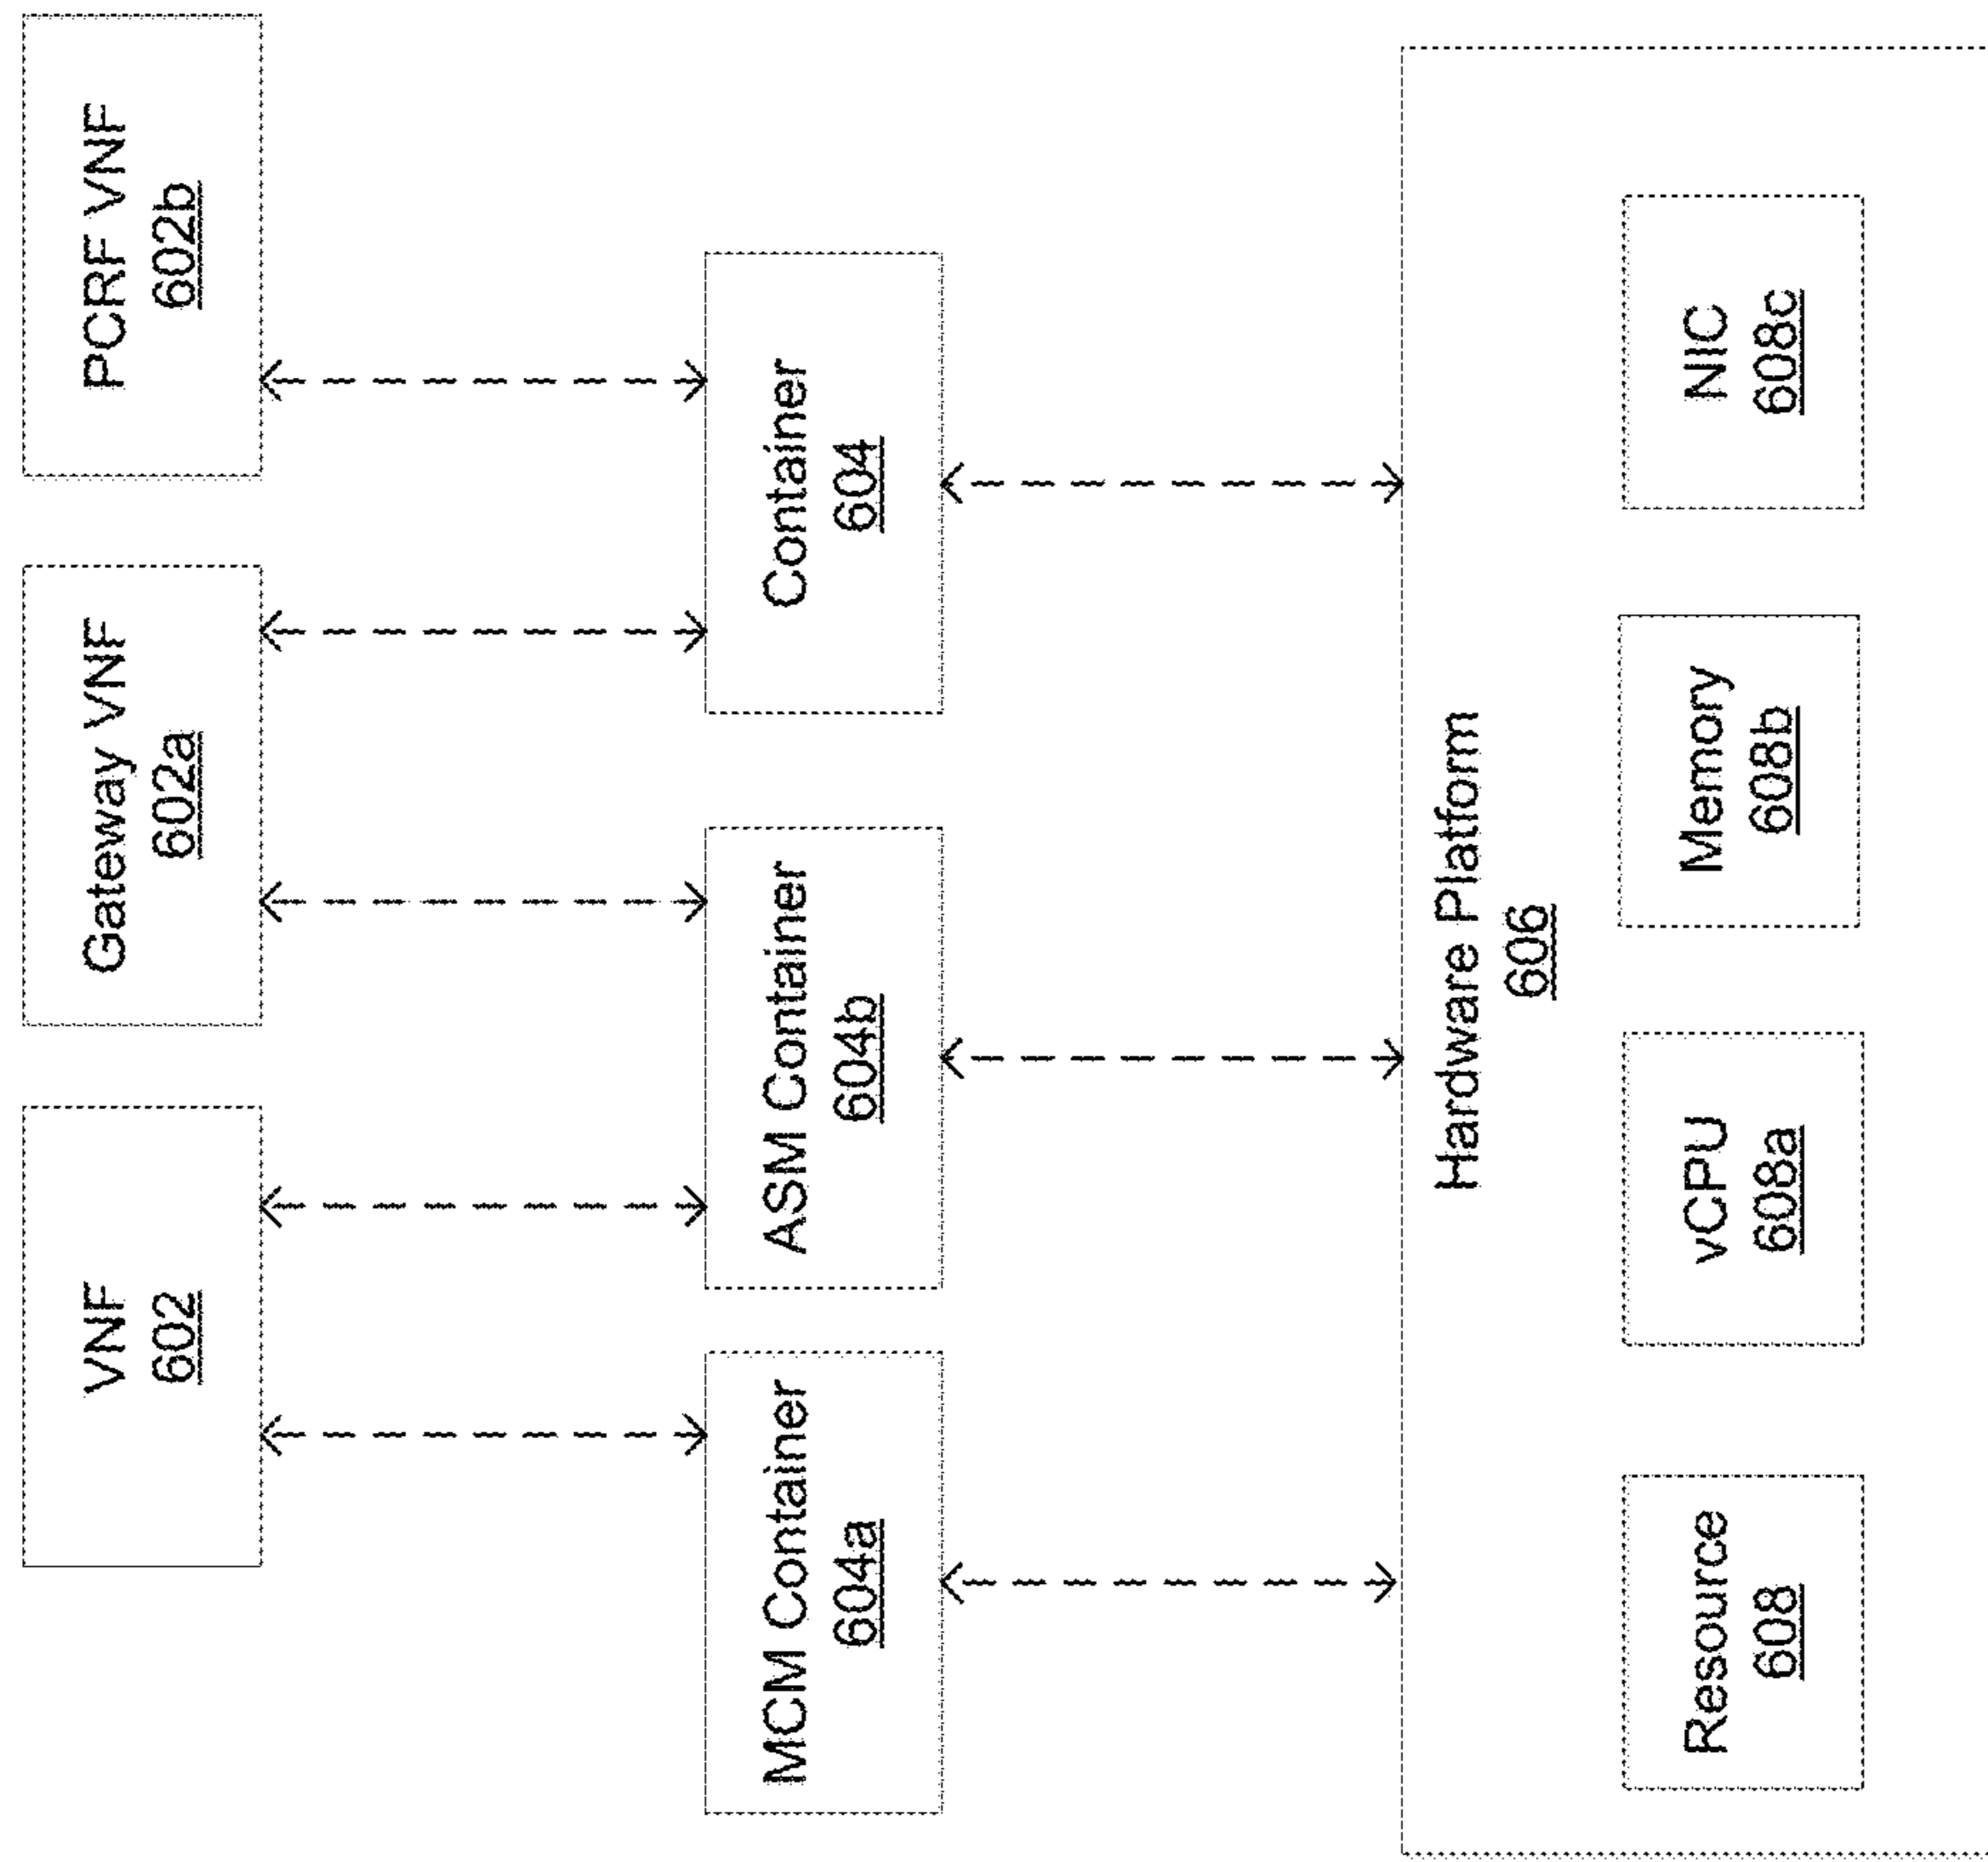 VNF
602
Gateway VNF
602a
PCRF VNF
602b
MCM Container
604a
ASM Container
604b
Container
604
Hardware Platform
606
Resource
608
vCPU
608a
Memory
608b
NIC
608c